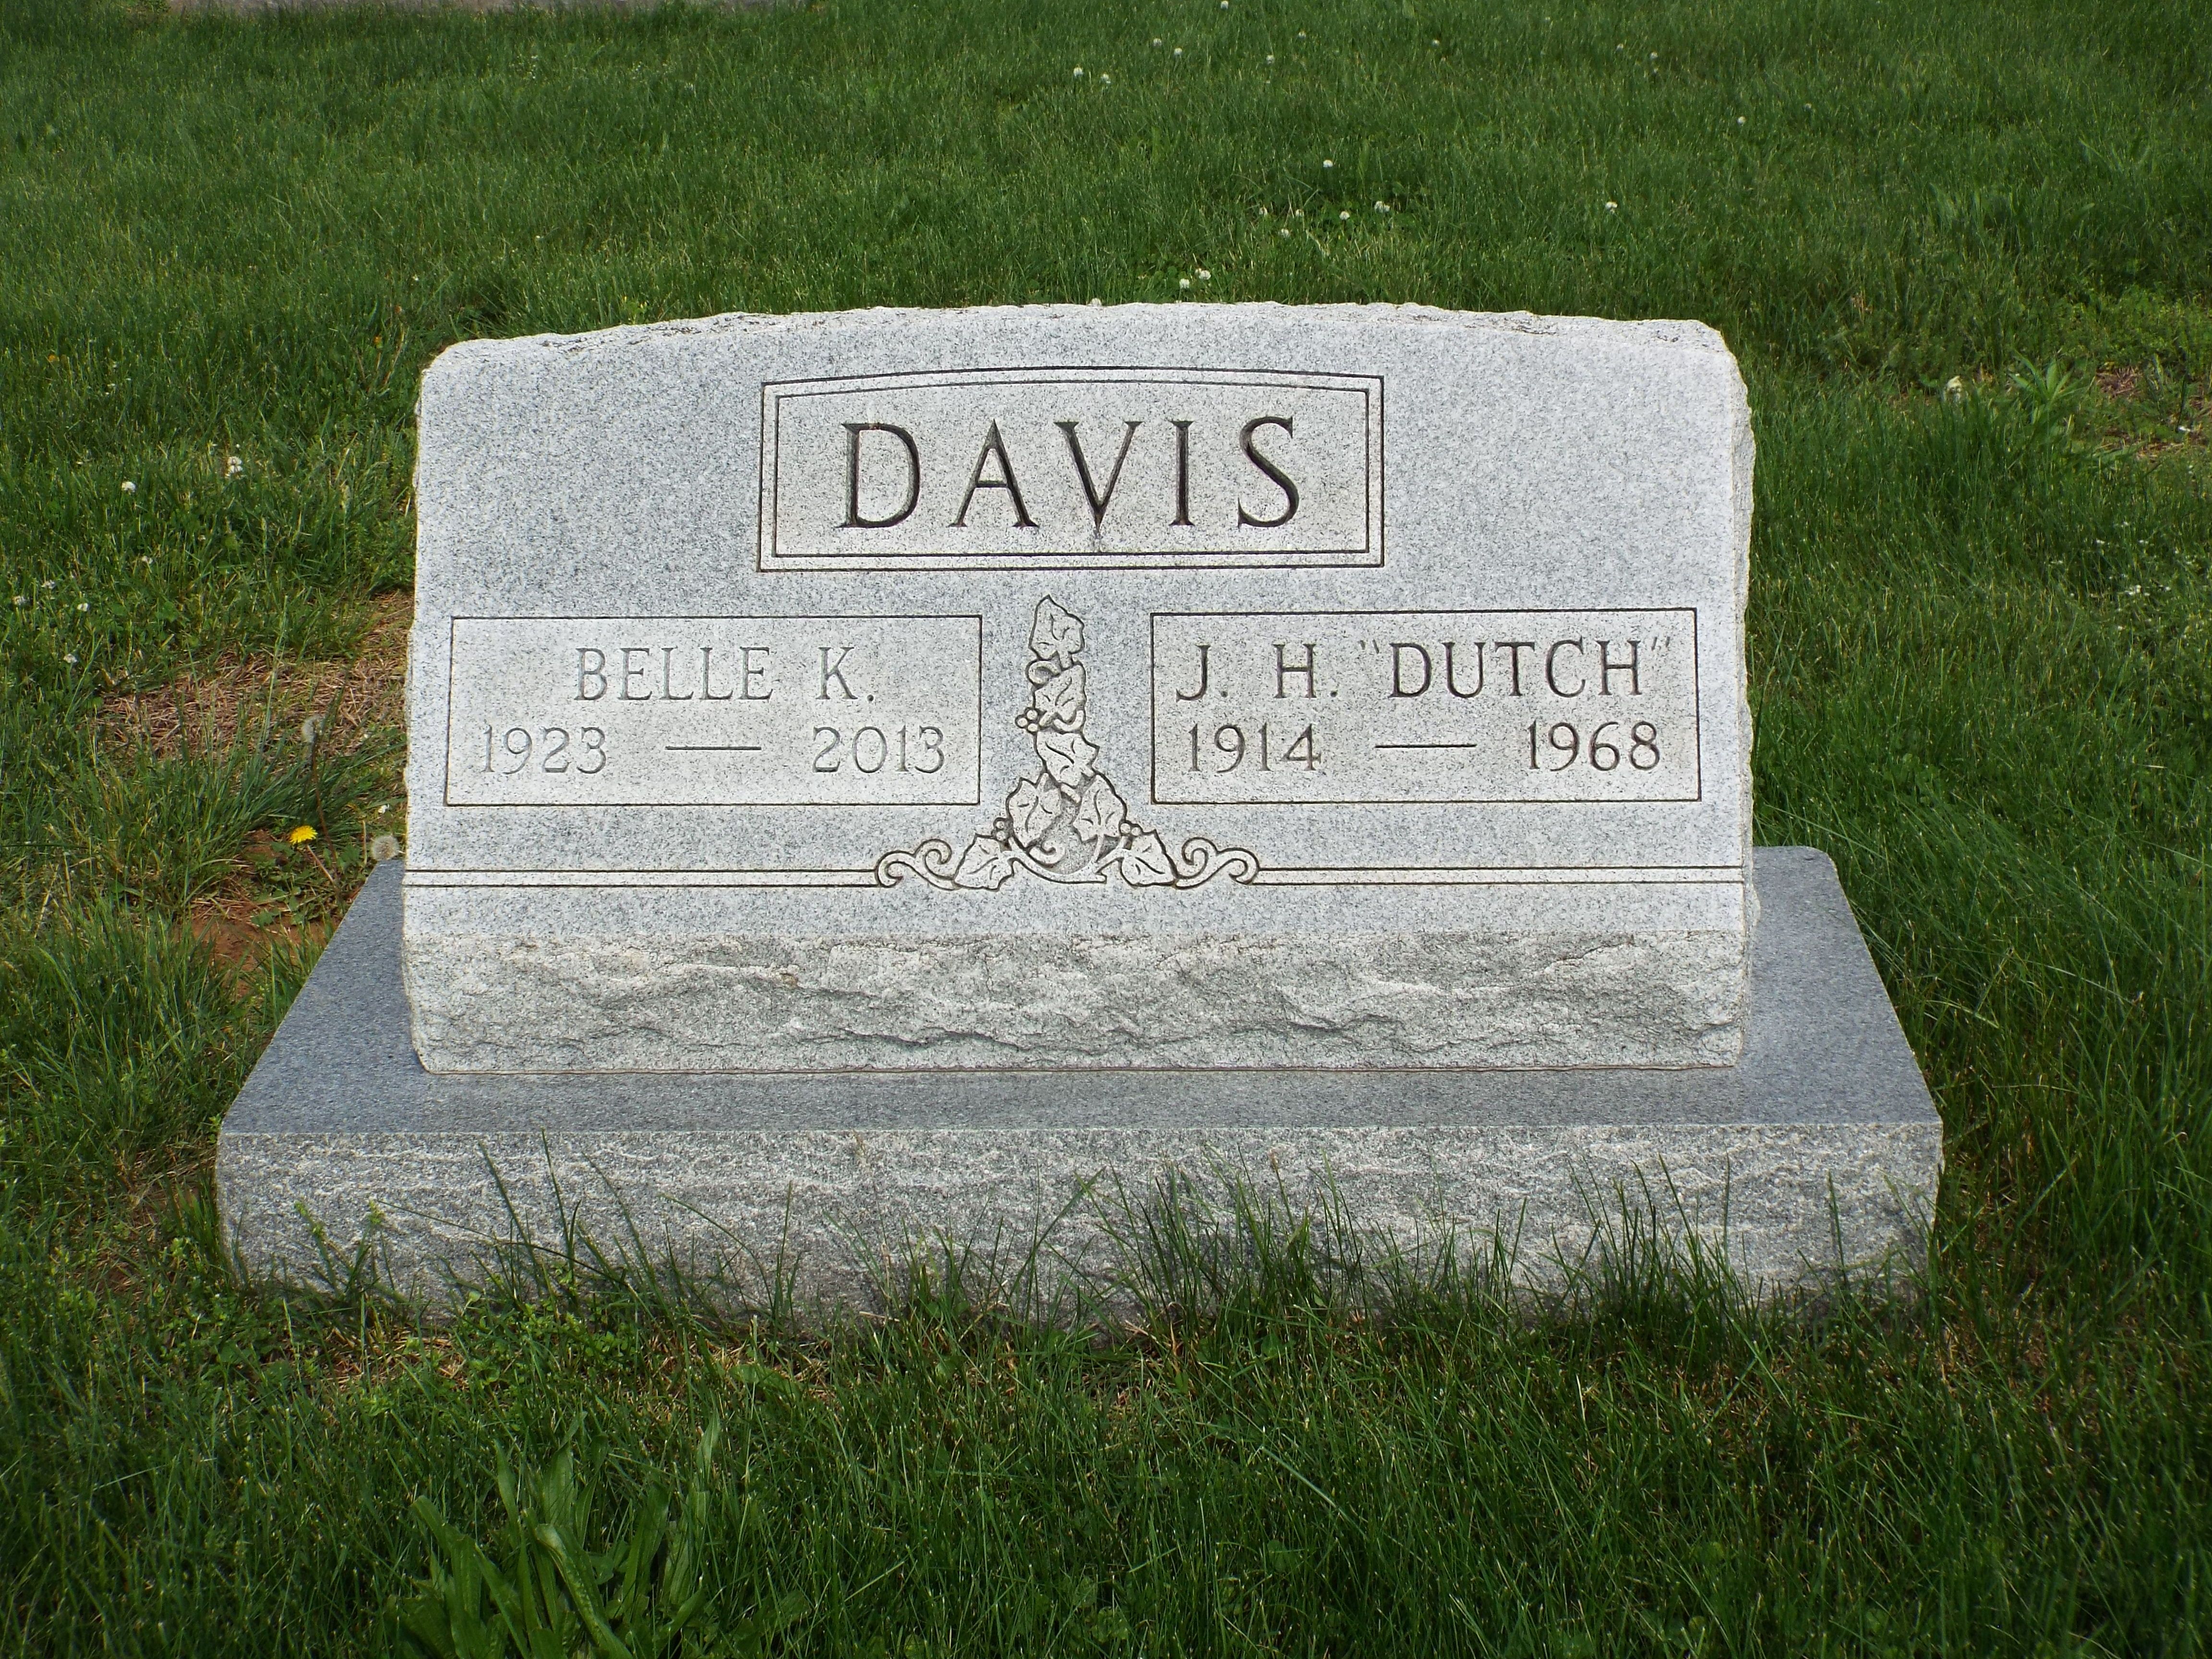 DAVIS
BELLE K.
1923 — 2013
J. H. "DUTCH"
1914 — 1968